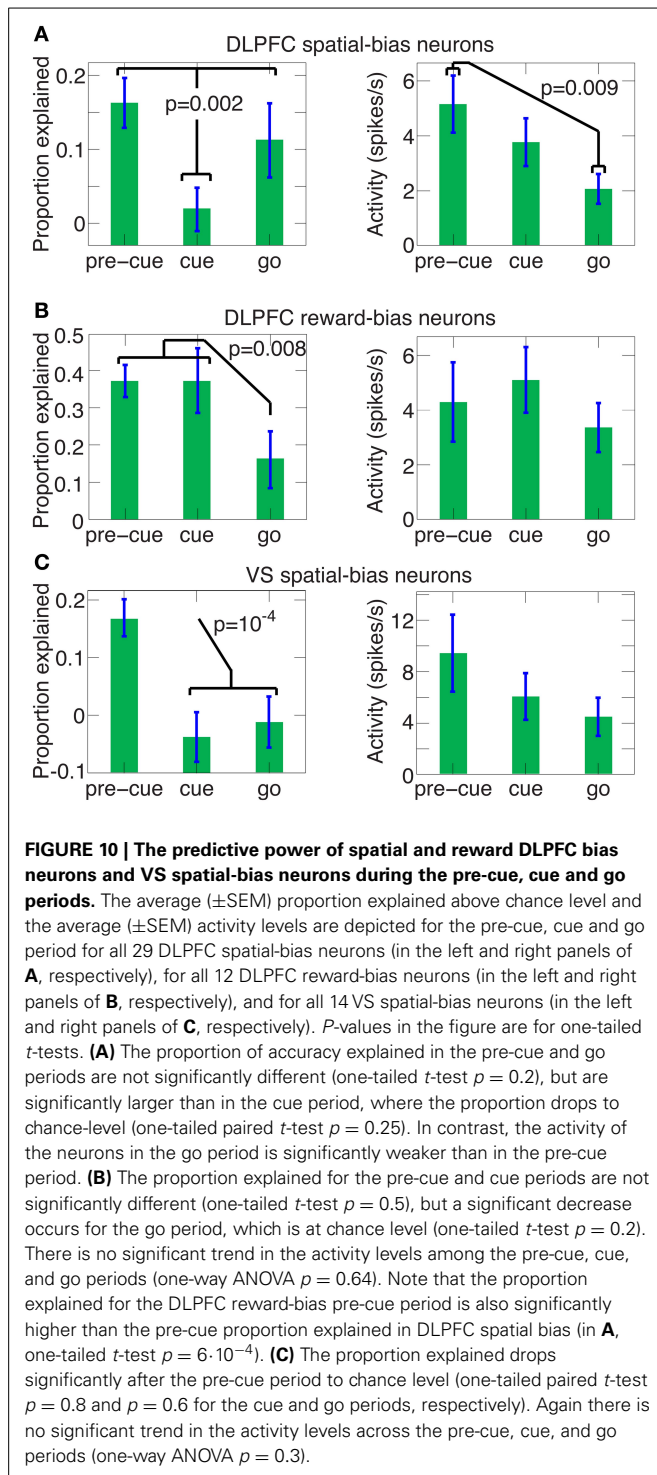 A
DLPFC spatial-bias neurons
Proportion explained
0.2
0.1
0
p=0.002
pre-cue cue go
Activity (spikes/s)
6
4
2
0
p=0.009
pre-cue cue go
B
DLPFC reward-bias neurons
Proportion explained
0.5
0.4
0.3
0.2
0.1
0
p=0.008
pre-cue cue go
Activity (spikes/s)
6
4
2
0
pre-cue cue go
C
VS spatial-bias neurons
Proportion explained
0.2
0.1
0
-0.1
p=10⁻⁴
pre-cue cue go
Activity (spikes/s)
12
8
4
0
pre-cue cue go
FIGURE 10 | The predictive power of spatial and reward DLPFC bias
neurons and VS spatial-bias neurons during the pre-cue, cue and go
periods. The average (±SEM) proportion explained above chance level and
the average (±SEM) activity levels are depicted for the pre-cue, cue and go
period for all 29 DLPFC spatial-bias neurons (in the left and right panels of
A, respectively), for all 12 DLPFC reward-bias neurons (in the left and right
panels of B, respectively), and for all 14 VS spatial-bias neurons (in the left
and right panels of C, respectively). P-values in the figure are for one-tailed
t-tests. (A) The proportion of accuracy explained in the pre-cue and go
periods are not significantly different (one-tailed t-test p = 0.2), but are
significantly larger than in the cue period, where the proportion drops to
chance-level (one-tailed paired t-test p = 0.25). In contrast, the activity of
the neurons in the go period is significantly weaker than in the pre-cue
period. (B) The proportion explained for the pre-cue and cue periods are not
significantly different (one-tailed t-test p = 0.5), but a significant decrease
occurs for the go period, which is at chance level (one-tailed t-test p = 0.2).
There is no significant trend in the activity levels among the pre-cue, cue,
and go periods (one-way ANOVA p = 0.64). Note that the proportion
explained for the DLPFC reward-bias pre-cue period is also significantly
higher than the pre-cue proportion explained in DLPFC spatial bias (in A,
one-tailed t-test p = 6·10⁻⁴). (C) The proportion explained drops
significantly after the pre-cue period to chance level (one-tailed paired t-test
p = 0.8 and p = 0.6 for the cue and go periods, respectively). Again there is
no significant trend in the activity levels across the pre-cue, cue, and go
periods (one-way ANOVA p = 0.3).